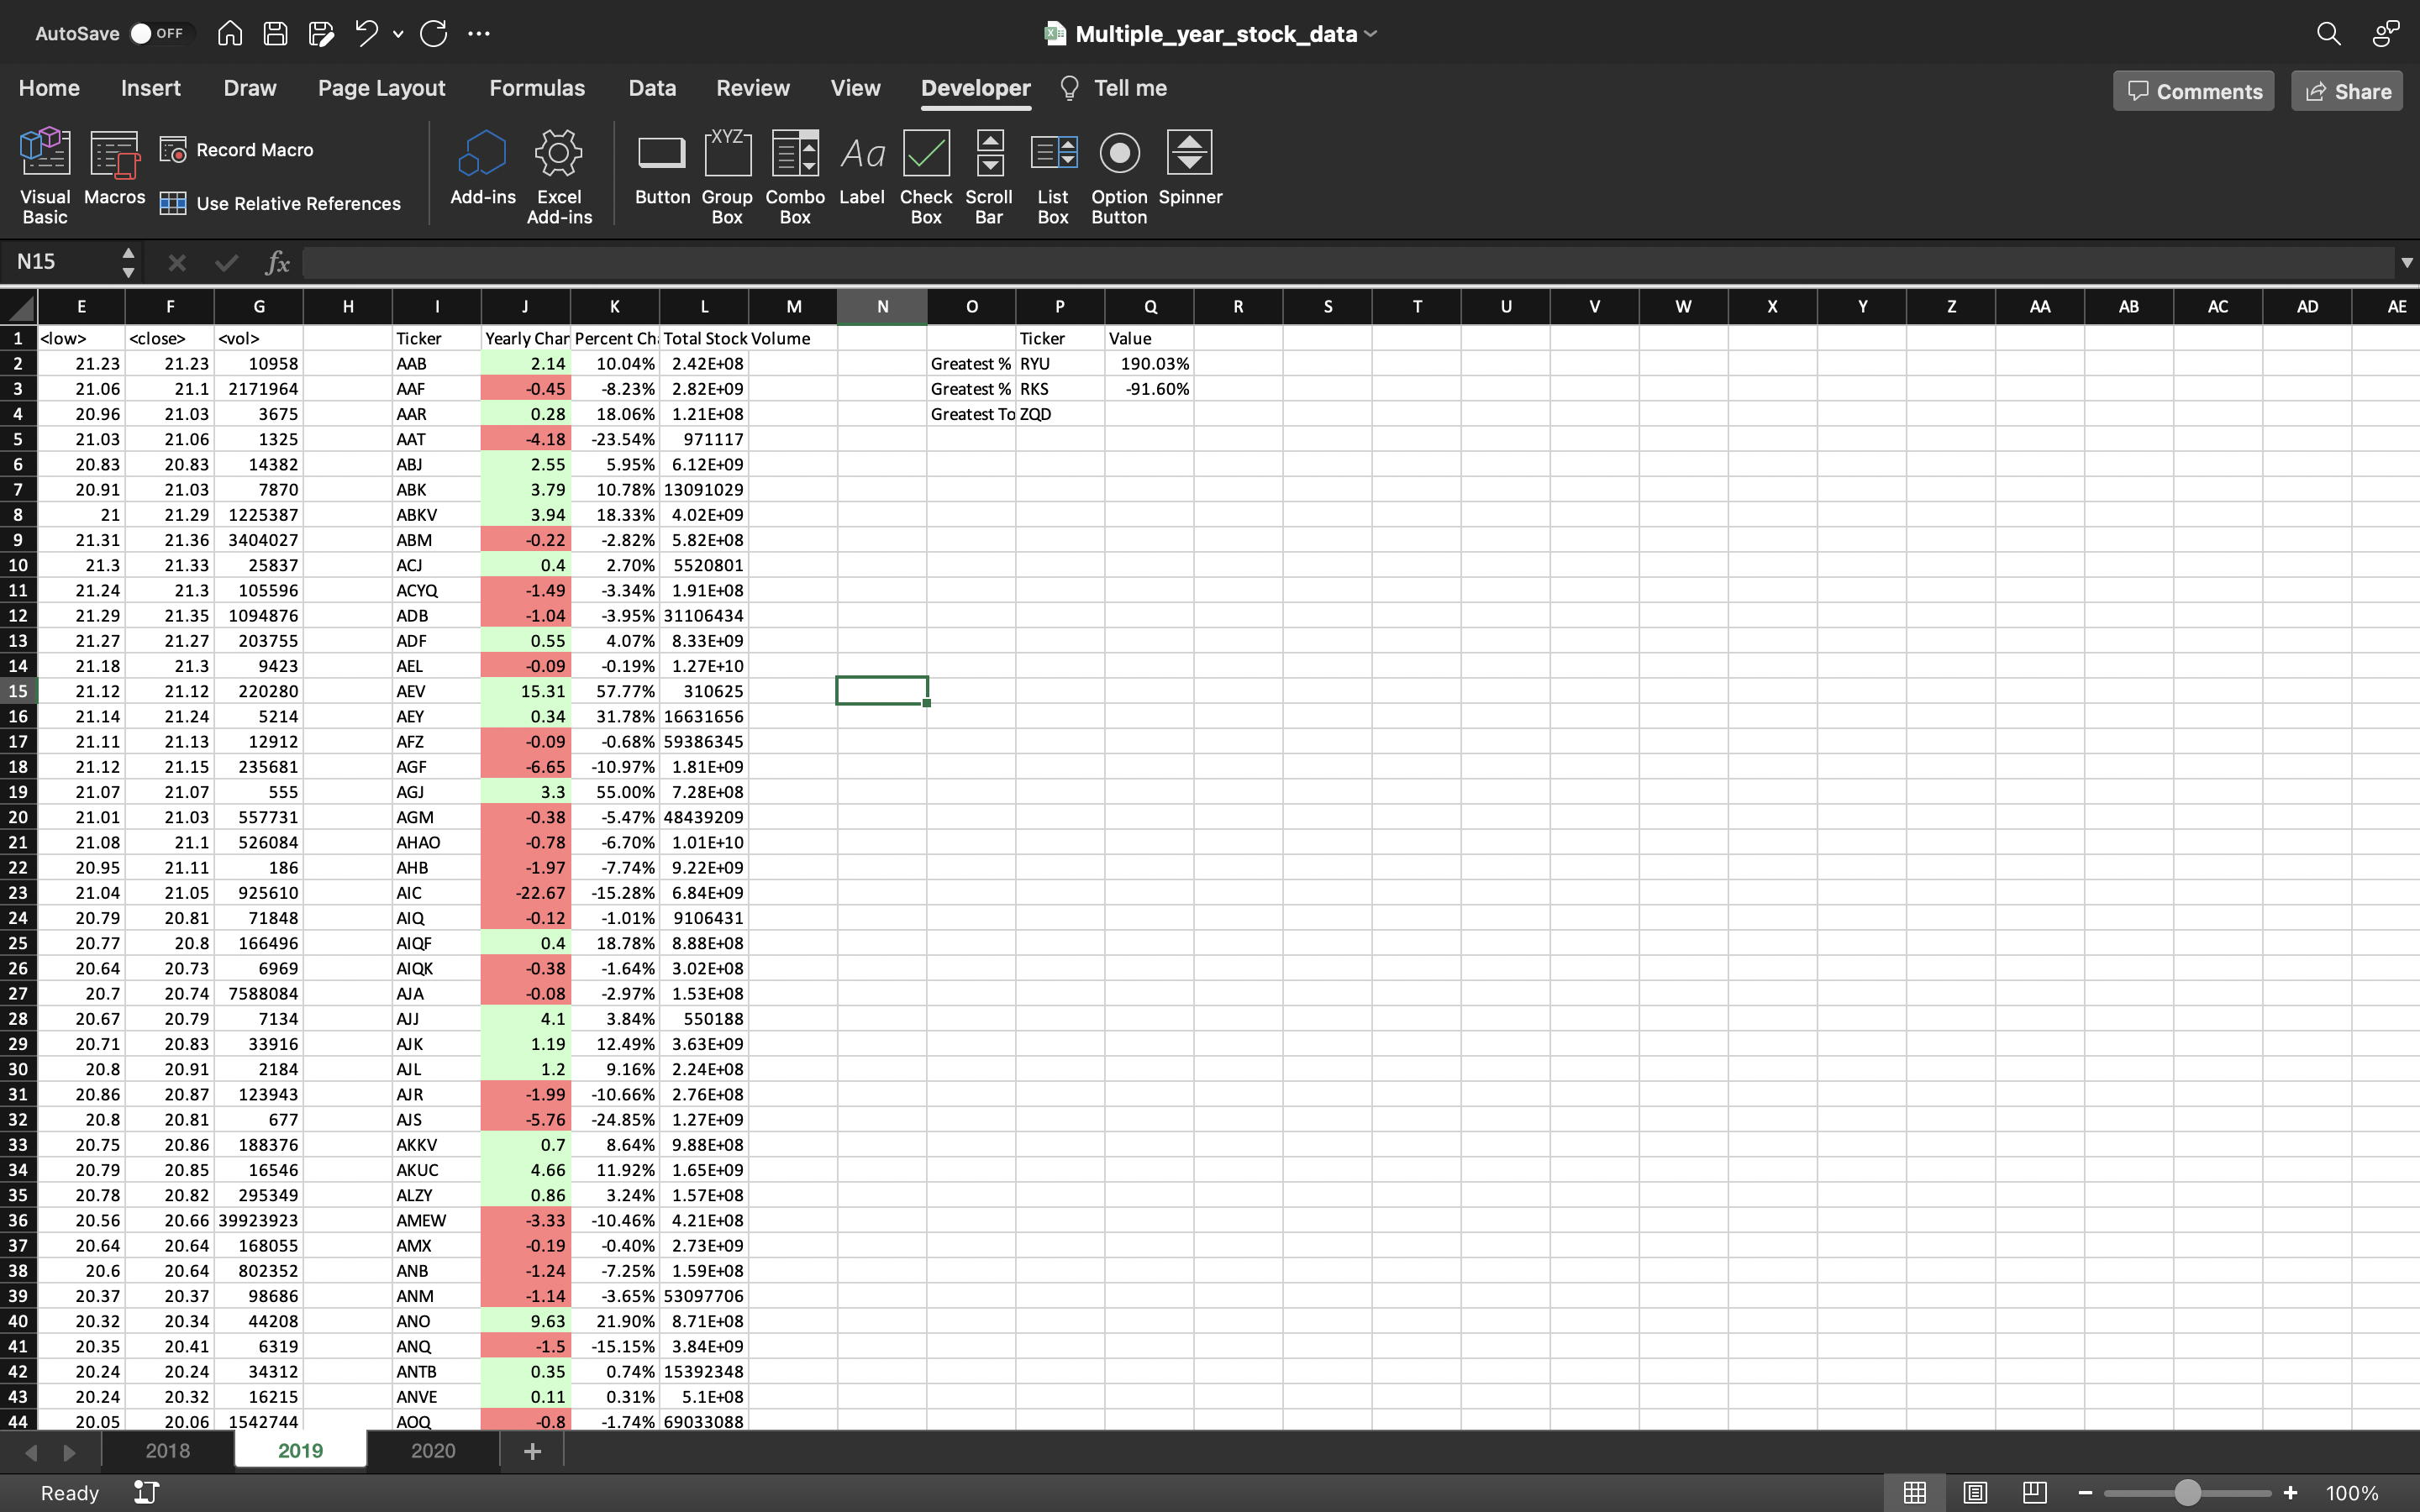 AutoSave OFF Multiple_year_stock_data
Home Insert Draw Page Layout Formulas Data Review View Developer Tell me Comments Share
Visual Basic
Macros
Record Macro
Use Relative References
Add-ins
Excel Add-ins
Button
Group Box
Combo Box
Aa Label
Check Box
Scroll Bar
List Box
Option Button
Spinner
XYZ
N15 fx
E F G H I J K L M N O P Q R S T U V W X Y Z AA AB AC AD AE
1 <low> <close> <vol> Ticker Yearly Char Percent Ch Total Stock Volume Ticker Value
2 21.23 21.23 10958 AAB 2.14 10.04% 2.42E+08 Greatest % RYU 190.03%
3 21.06 21.1 2171964 AAF -0.45 -8.23% 2.82E+09 Greatest % RKS -91.60%
4 20.96 21.03 3675 AAR 0.28 18.06% 1.21E+08 Greatest To ZQD
5 21.03 21.06 1325 AAT -4.18 -23.54% 971117
6 20.83 20.83 14382 ABJ 2.55 5.95% 6.12E+09
7 20.91 21.03 7870 ABK 3.79 10.78% 13091029
8 21 21.29 1225387 ABKV 3.94 18.33% 4.02E+09
9 21.31 21.36 3404027 ABM -0.22 -2.82% 5.82E+08
10 21.3 21.33 25837 ACJ 0.4 2.70% 5520801
11 21.24 21.3 105596 ACYQ -1.49 -3.34% 1.91E+08
12 21.29 21.35 1094876 ADB -1.04 -3.95% 31106434
13 21.27 21.27 203755 ADF 0.55 4.07% 8.33E+09
14 21.18 21.3 9423 AEL -0.09 -0.19% 1.27E+10
15 21.12 21.12 220280 AEV 15.31 57.77% 310625
16 21.14 21.24 5214 AEY 0.34 31.78% 16631656
17 21.11 21.13 12912 AFZ -0.09 -0.68% 59386345
18 21.12 21.15 235681 AGF -6.65 -10.97% 1.81E+09
19 21.07 21.07 555 AGJ 3.3 55.00% 7.28E+08
20 21.01 21.03 557731 AGM -0.38 -5.47% 48439209
21 21.08 21.1 526084 AHAO -0.78 -6.70% 1.01E+10
22 20.95 21.11 186 AHB -1.97 -7.74% 9.22E+09
23 21.04 21.05 925610 AIC -22.67 -15.28% 6.84E+09
24 20.79 20.81 71848 AIQ -0.12 -1.01% 9106431
25 20.77 20.8 166496 AIQF 0.4 18.78% 8.88E+08
26 20.64 20.73 6969 AIQK -0.38 -1.64% 3.02E+08
27 20.7 20.74 7588084 AJA -0.08 -2.97% 1.53E+08
28 20.67 20.79 7134 AJJ 4.1 3.84% 550188
29 20.71 20.83 33916 AJK 1.19 12.49% 3.63E+09
30 20.8 20.91 2184 AJL 1.2 9.16% 2.24E+08
31 20.86 20.87 123943 AJR -1.99 -10.66% 2.76E+08
32 20.8 20.81 677 AJS -5.76 -24.85% 1.27E+09
33 20.75 20.86 188376 AKKV 0.7 8.64% 9.88E+08
34 20.79 20.85 16546 AKUC 4.66 11.92% 1.65E+09
35 20.78 20.82 295349 ALZY 0.86 3.24% 1.57E+08
36 20.56 20.66 39923923 AMEW -3.33 -10.46% 4.21E+08
37 20.64 20.64 168055 AMX -0.19 -0.40% 2.73E+09
38 20.6 20.64 802352 ANB -1.24 -7.25% 1.59E+08
39 20.37 20.37 98686 ANM -1.14 -3.65% 53097706
40 20.32 20.34 44208 ANO 9.63 21.90% 8.71E+08
41 20.35 20.41 6319 ANQ -1.5 -15.15% 3.84E+09
42 20.24 20.24 34312 ANTB 0.35 0.74% 15392348
43 20.24 20.32 16215 ANVE 0.11 0.31% 5.1E+08
44 20.05 20.06 1542744 AOQ -0.8 -1.74% 69033088
2018 2019 2020 +
Ready 100%